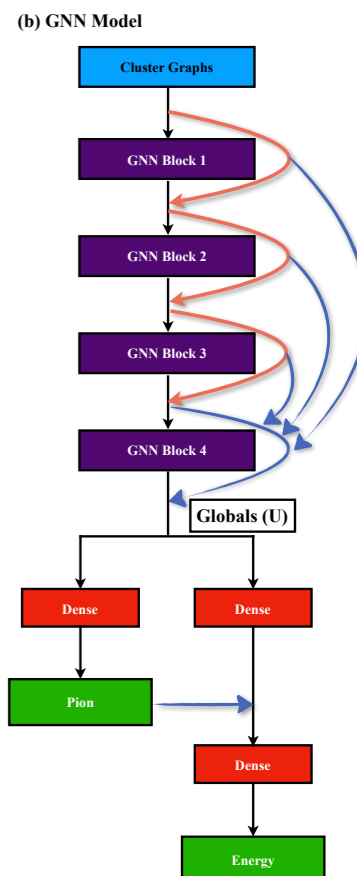 (b) GNN Model
Cluster Graphs
GNN Block 1
GNN Block 2
GNN Block 3
GNN Block 4
Globals (U)
Dense
Dense
Pion
Dense
Energy